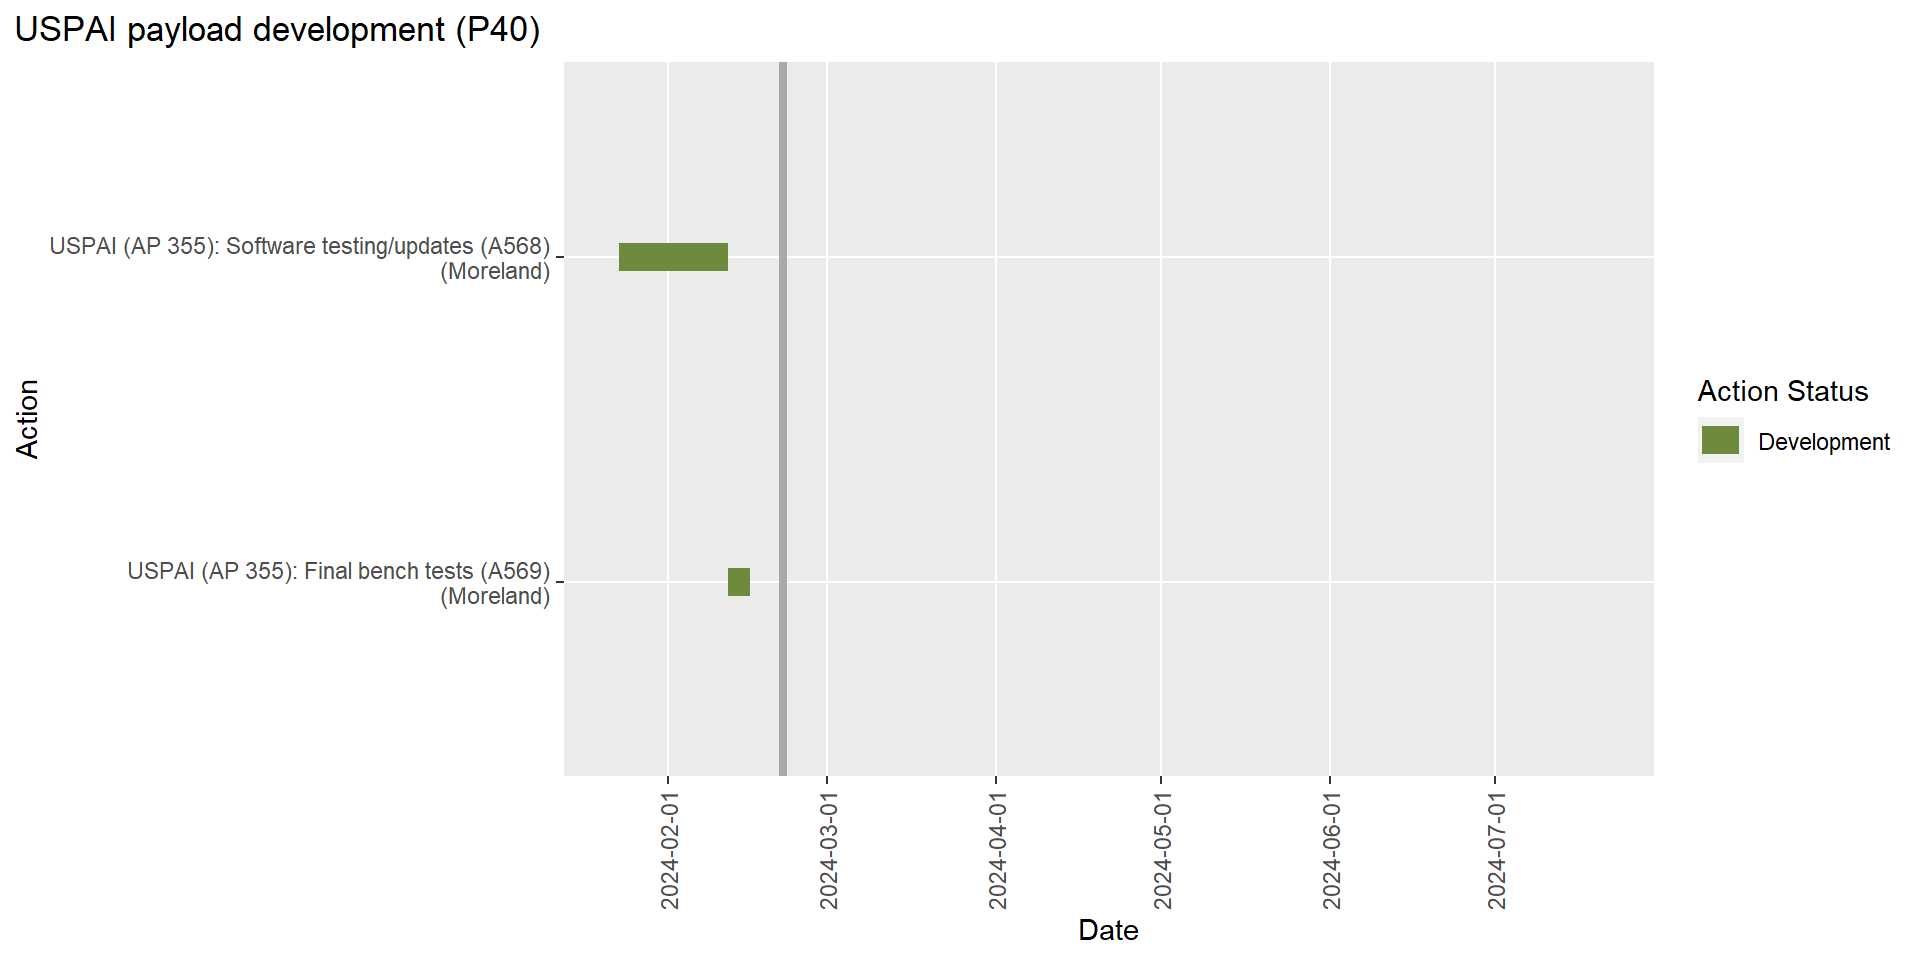 USPAI payload development (P40)
USPAI (AP 355): Software testing/updates (A568)
(Moreland)
USPAI (AP 355): Final bench tests (A569)
(Moreland)
Action
2024-02-01
2024-03-01
2024-04-01
2024-05-01
2024-06-01
2024-07-01
Date
Action Status
Development